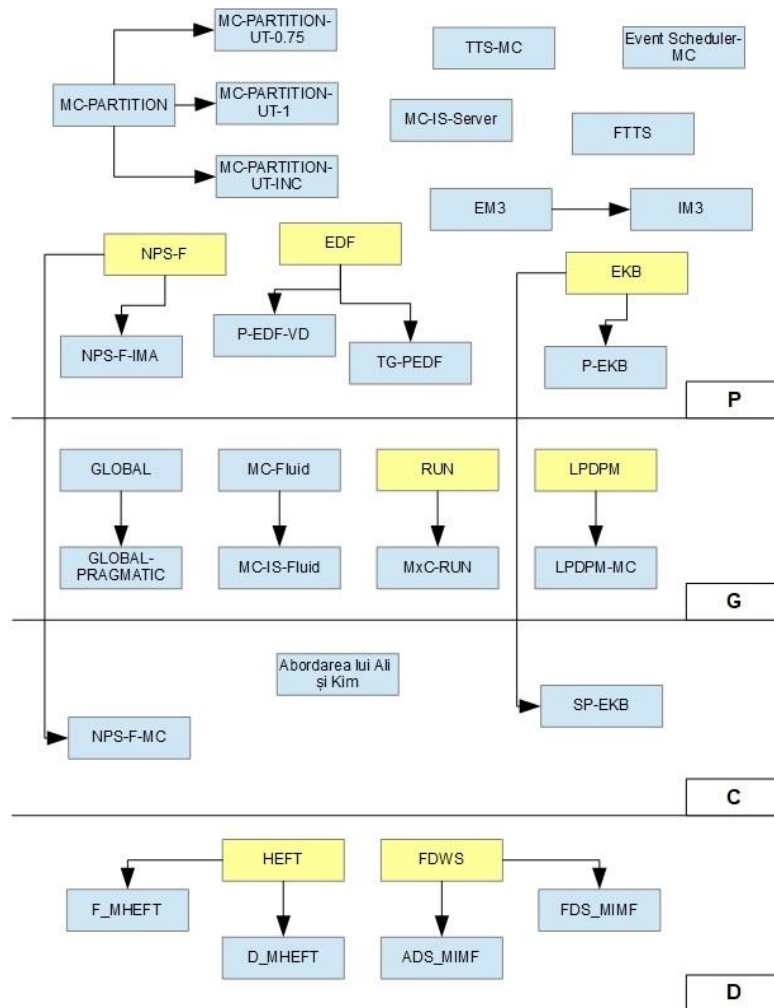 MC-PARTITION-
UT-0.75
TTS-MC
Event Scheduler-
MC
MC-PARTITION
MC-PARTITION-
UT-1
MC-IS-Server
FTTS
MC-PARTITION-
UT-INC
EM3
IM3
NPS-F
EDF
EKB
NPS-F-IMA
P-EDF-VD
TG-PEDF
P-EKB
P
GLOBAL
MC-Fluid
RUN
LPDPM
GLOBAL-
PRAGMATIC
MC-IS-Fluid
MxC-RUN
LPDPM-MC
G
Abordarea lui Ali
și Kim
SP-EKB
NPS-F-MC
C
HEFT
FDWS
F_MHEFT
FDS_MIMF
D_MHEFT
ADS_MIMF
D